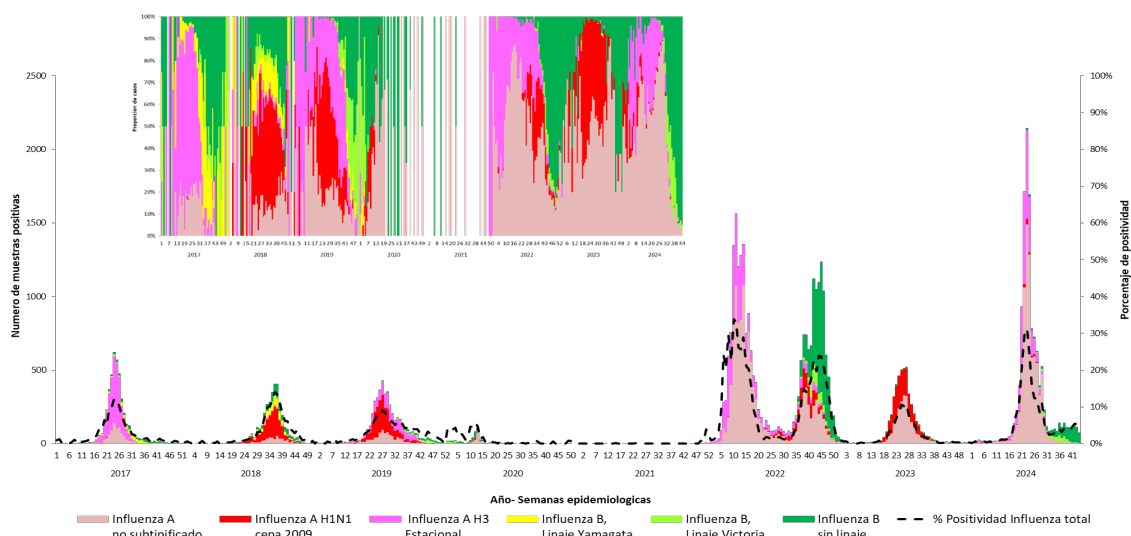 100%
90%
80%
70%
60%
50%
40%
30%
20%
10%
0%
Proporcion de casos
1 7 13 19 25 31 37 43 49 3 9 15 21 27 33 39 45 51 5 11 17 23 29 35 41 47 1 7 13 19 25 31 37 43 49 2 8 14 20 26 32 38 44 50 4 10 16 22 28 34 40 46 52 6 12 18 24 30 36 42 48 2 8 14 20 26 32 38 44
2017 2018 2019 2020 2021 2022 2023 2024
2500
2000
1500
1000
500
0
Numero de muestras positivas
100%
90%
80%
70%
60%
50%
40%
30%
20%
10%
0%
Porcentaje de positividad
1 6 11 16 21 26 31 36 41 46 51 4 9 14 19 24 29 34 39 44 49 2 7 12 17 22 27 32 37 42 47 52 5 10 15 20 25 30 35 40 45 50 2 7 12 17 22 27 32 37 42 47 52 5 10 15 20 25 30 35 40 45 50 3 8 13 18 23 28 33 38 43 48 1 6 11 16 21 26 31 36 41
2017 2018 2019 2020 2021 2022 2023 2024
Año- Semanas epidemiologicas
Influenza A Influenza A H1N1 Influenza A H3 Influenza B, Influenza B, Influenza B % Positividad Influenza total
no subtipificado cepa 2009 Estacional Linaje Yamagata Linaje Victoria sin linaje